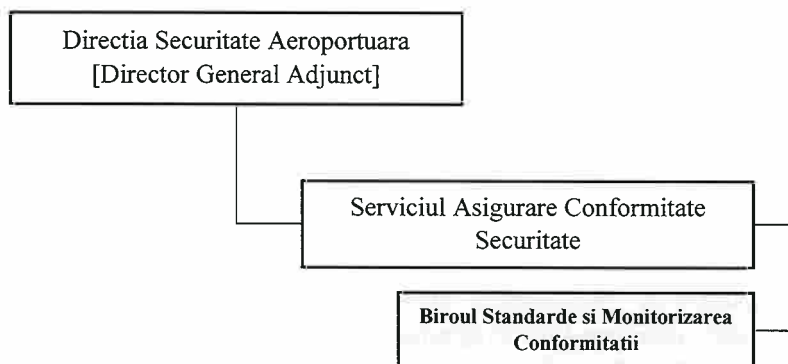 Directia Securitate Aeroportuara
[Director General Adjunct]
Serviciul Asigurare Conformitate
Securitate
Biroul Standarde si Monitorizarea
Conformitatii